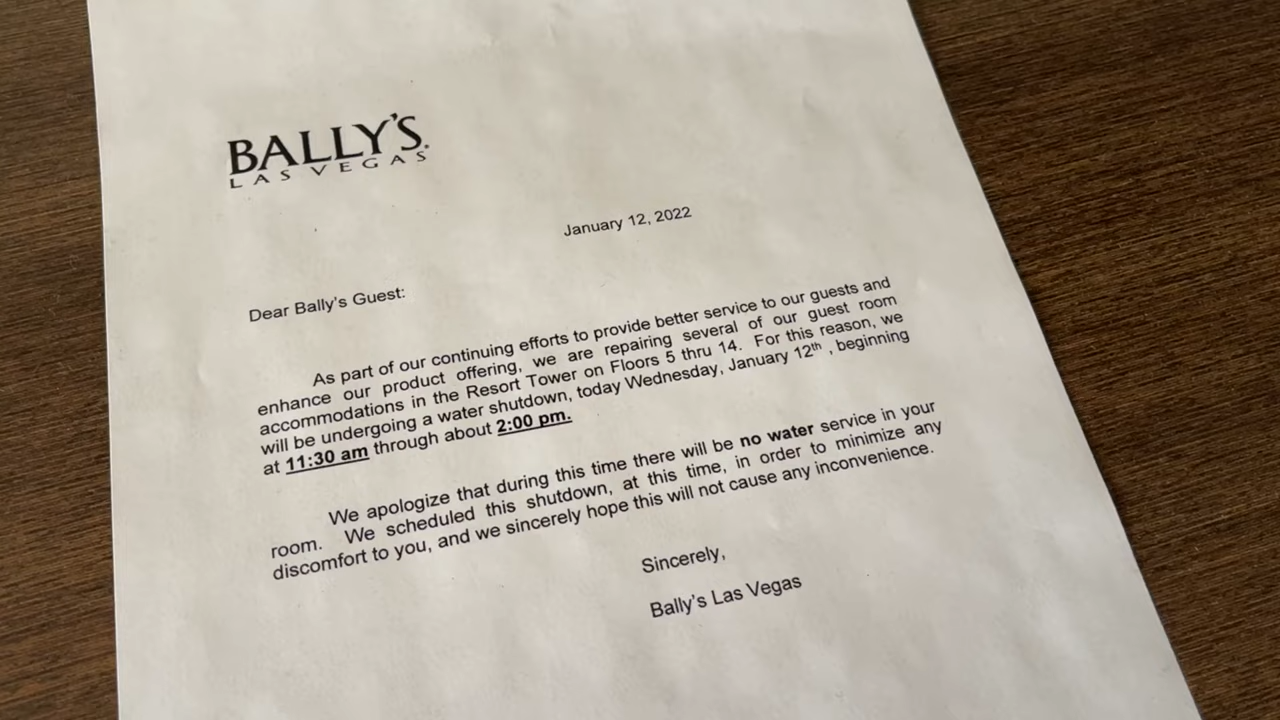 BALLY'S.
LAS VEGAS
January 12, 2022
Dear Bally's Guest:
As part of our continuing efforts to provide better service to our guests and
enhance our product offering, we are repairing several of our guest room
accommodations in the Resort Tower on Floors 5 thru 14. For this reason, we
will be undergoing a water shutdown, today Wednesday, January 12th , beginning
at 11:30 am through about 2:00 pm.
We apologize that during this time there will be no water service in your
room. We scheduled this shutdown, at this time, in order to minimize any
discomfort to you, and we sincerely hope this will not cause any inconvenience.
Sincerely,
Bally's Las Vegas